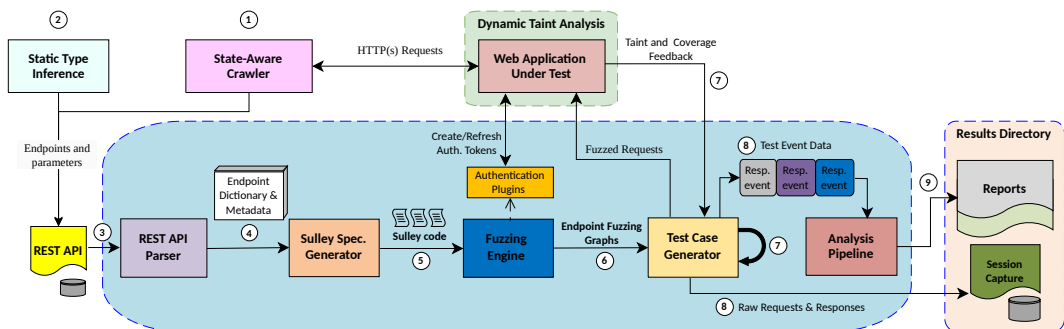 2
1
Dynamic Taint Analysis
Static Type
Inference
State-Aware
Crawler
HTTP(s) Requests
Web Application
Under Test
Taint and Coverage
Feedback
7
Endpoints and
parameters
Create/Refresh
Auth. Tokens
Fuzzed Requests
8 Test Event Data
Results Directory
Endpoint
Dictionary &
Metadata
Authentication
Plugins
Resp.
event
Resp.
event
Resp.
event
9
Reports
3
4
Sulley code
5
Endpoint Fuzzing
Graphs
6
7
REST API
REST API
Parser
Sulley Spec.
Generator
Fuzzing
Engine
Test Case
Generator
Analysis
Pipeline
Session
Capture
8 Raw Requests & Responses